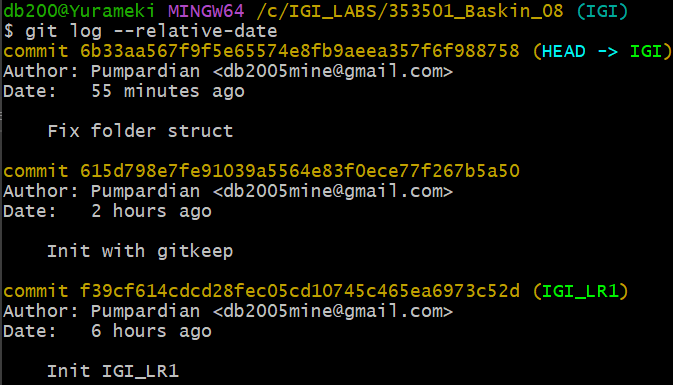 db200@Yurameki MINGW64 /c/IGI_LABS/353501_Baskin_08 (IGI)
$ git log --relative-date
commit 6b33aa567f9f5e65574e8fb9aeea357f6f988758 (HEAD -> IGI)
Author: Pumpardian <db2005mine@gmail.com>
Date:   55 minutes ago

    Fix folder struct

commit 615d798e7fe91039a5564e83f0ece77f267b5a50
Author: Pumpardian <db2005mine@gmail.com>
Date:   2 hours ago

    Init with gitkeep

commit f39cf614cdcd28fec05cd10745c465ea6973c52d (IGI_LR1)
Author: Pumpardian <db2005mine@gmail.com>
Date:   6 hours ago

    Init IGI_LR1